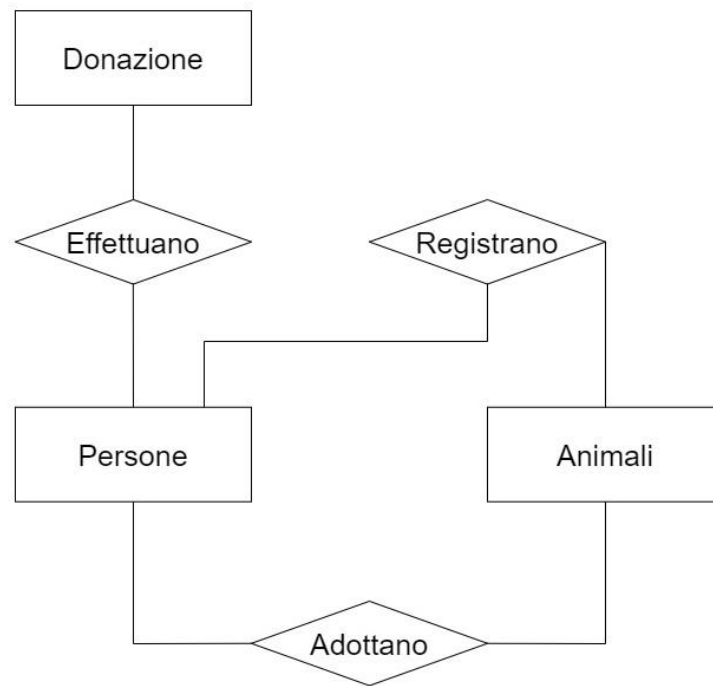 Donazione
Effettuano
Registrano
Persone
Animali
Adottano